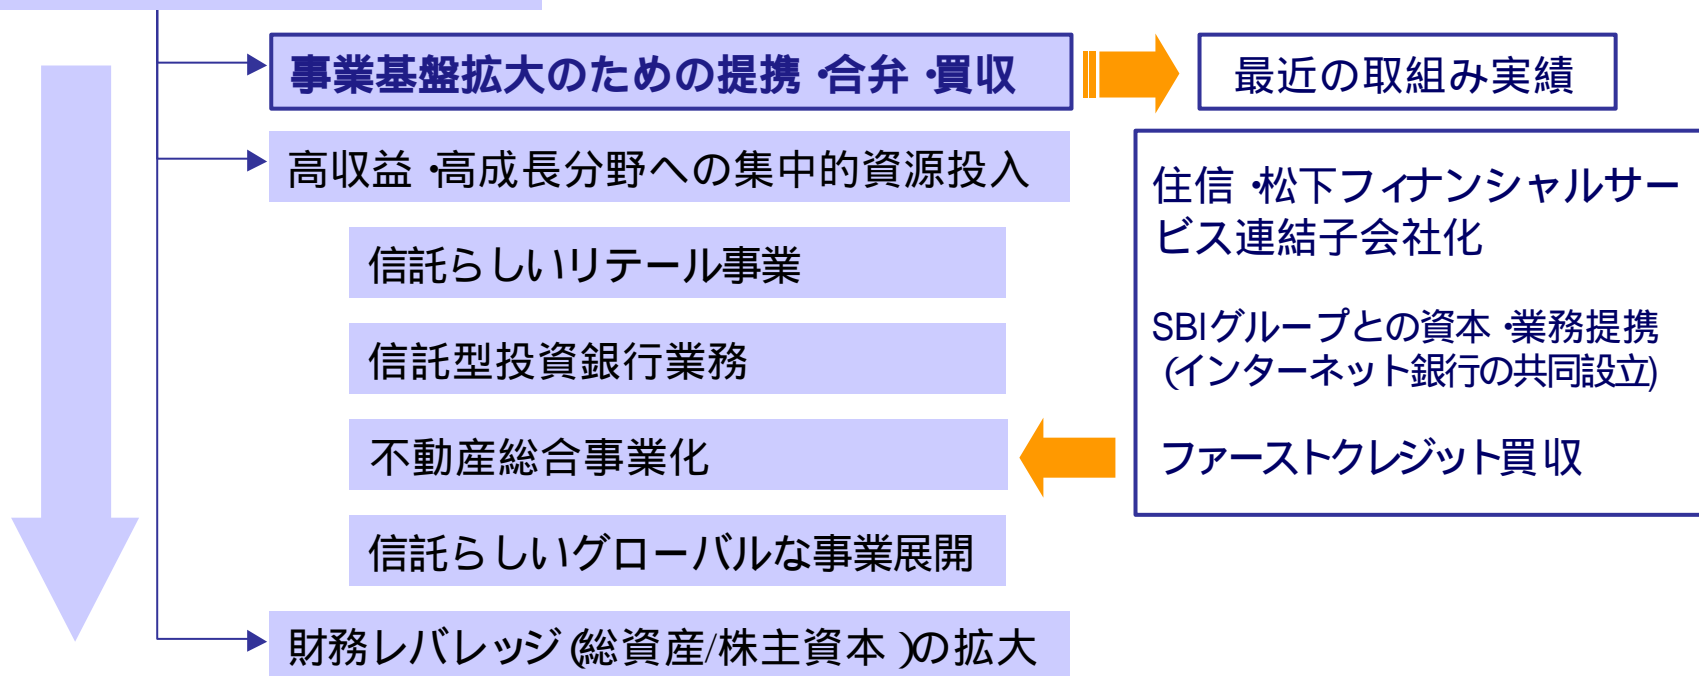 事業基盤拡大のための提携・合弁・買収
最近の取組み実績
高収益・高成長分野への集中的資源投入
信託らしいリテール事業
信託型投資銀行業務
不動産総合事業化
信託らしいグローバルな事業展開
財務レバレッジ(総資産/株主資本)の拡大
住信・松下フィナンシャルサー
ビス連結子会社化
SBIグループとの資本・業務提携
(インターネット銀行の共同設立)
ファーストクレジット買収